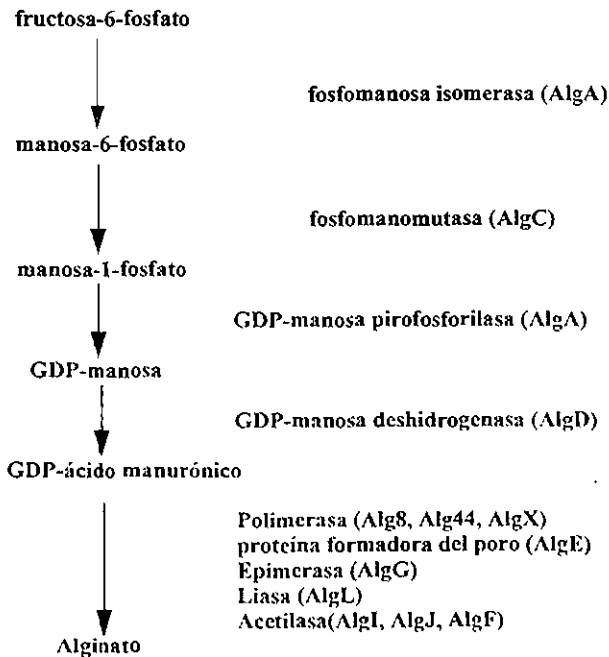 fructosa-6-fosfato
fosfomanosa isomerasa (AlgA)
manosa-6-fosfato
fosfomanomutasa (AlgC)
manosa-1-fosfato
GDP-manosa pirofosforilasa (AlgA)
GDP-manosa
GDP-manosa deshidrogenasa (AlgD)
GDP-ácido manurónico
Polimerasa (Alg8, Alg44, AlgX)
proteína formadora del poro (AlgE)
Epimerasa (AlgG)
Liasa (AlgL)
Acetilasa(AlgI, AlgJ, AlgF)
Alginato